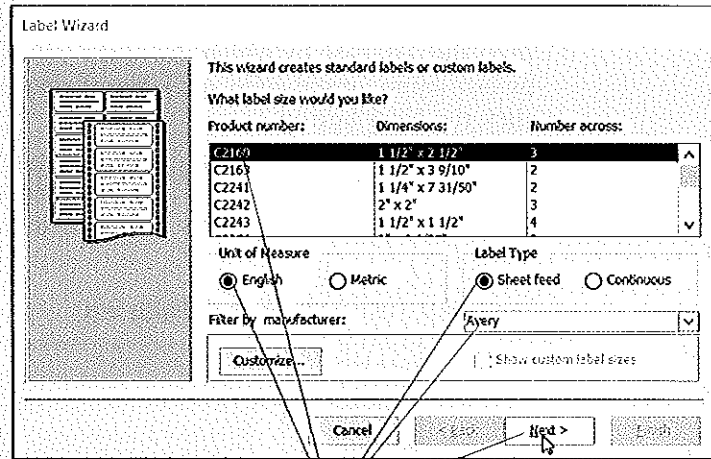 Label Wizard
This wizard creates standard labels or custom labels.
What label size would you like?
Product number: Dimensions: Number across:
C2160 1 1/2" x 2 1/2" 3
C2163 1 1/2" x 3 9/10" 2
C2241 1 1/4" x 7 31/50" 2
C2242 2" x 2" 3
C2243 1 1/2" x 1 1/2" 4
Unit of Measure Label Type
English Metric Sheet feed Continuous
Filter by manufacturer: Avery
Customize... Show custom label sizes
Cancel < Back Next > Finish